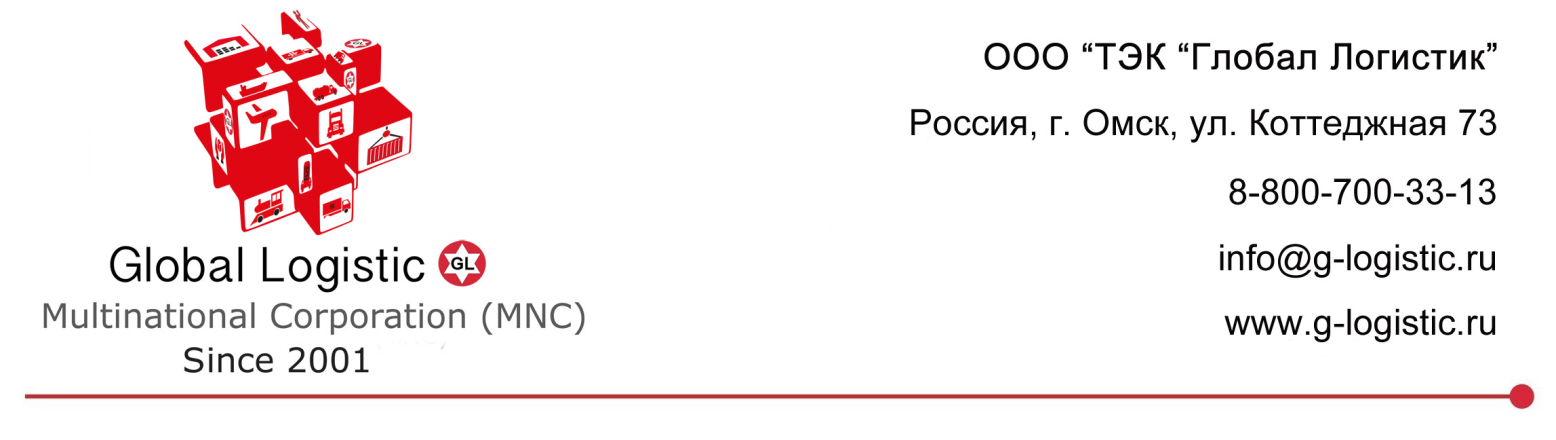 Global Logistic GL
Multinational Corporation (MNC)
Since 2001
ООО “ТЭК “Глобал Логистик”
Россия, г. Омск, ул. Коттеджная 73
8-800-700-33-13
info@g-logistic.ru
www.g-logistic.ru